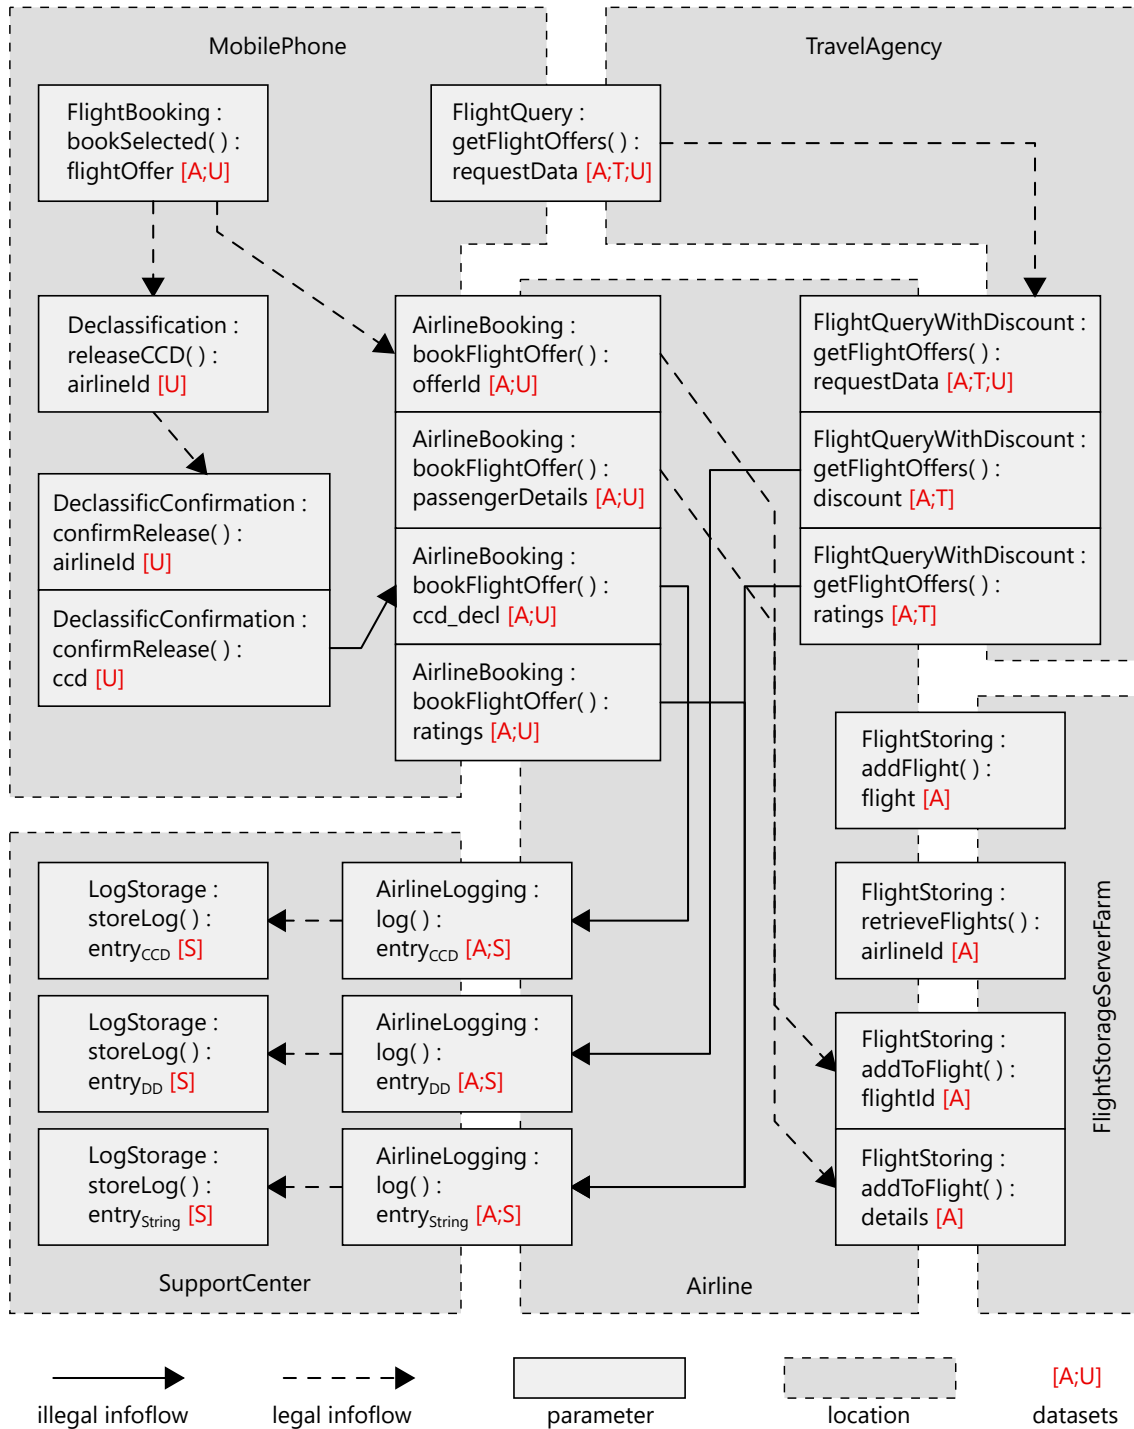 MobilePhone
TravelAgency
FlightBooking :
bookSelected( ) :
flightOffer [A;U]
FlightQuery :
getFlightOffers( ) :
requestData [A;T;U]
Declassification :
releaseCCD( ) :
airlineId [U]
DeclassificConfirmation :
confirmRelease( ) :
airlineId [U]
DeclassificConfirmation :
confirmRelease( ) :
ccd [U]
AirlineBooking :
bookFlightOffer( ) :
offerId [A;U]
AirlineBooking :
bookFlightOffer( ) :
passengerDetails [A;U]
AirlineBooking :
bookFlightOffer( ) :
ccd_decl [A;U]
AirlineBooking :
bookFlightOffer( ) :
ratings [A;U]
FlightQueryWithDiscount :
getFlightOffers( ) :
requestData [A;T;U]
FlightQueryWithDiscount :
getFlightOffers( ) :
discount [A;T]
FlightQueryWithDiscount :
getFlightOffers( ) :
ratings [A;T]
FlightStoring :
addFlight( ) :
flight [A]
FlightStoring :
retrieveFlights( ) :
airlineId [A]
FlightStoring :
addToFlight( ) :
flightId [A]
FlightStoring :
addToFlight( ) :
details [A]
FlightStorageServerFarm
LogStorage :
storeLog( ) :
entryCCD [S]
AirlineLogging :
log( ) :
entryCCD [A;S]
LogStorage :
storeLog( ) :
entryDD [S]
AirlineLogging :
log( ) :
entryDD [A;S]
LogStorage :
storeLog( ) :
entryString [S]
AirlineLogging :
log( ) :
entryString [A;S]
SupportCenter
Airline
[A;U]
illegal infoflow
legal infoflow
parameter
location
datasets